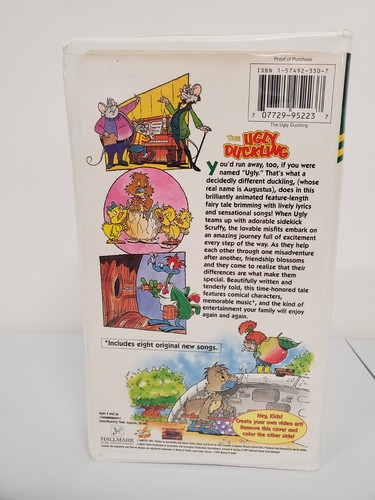 Proof of Purchase
ISBN 1-57492-330-7
7 07729-95223 7
The Ugly Duckling
THE UGLY
DUCKLING
You'd run away, too, if you were
named "Ugly." That's what a
decidedly different duckling, (whose
real name is Augustus), does in this
brilliantly animated feature-length
fairy tale brimming with lively lyrics
and sensational songs! When Ugly
teams up with adorable sidekick
Scruffy, the lovable misfits embark on
an amazing journey full of excitement
every step of the way. As they help
each other through one misadventure
after another, friendship blossoms
and they come to realize that their
differences are what make them
special. Beautifully written and
tenderly told, this time-honored tale
features comical characters,
memorable music*, and the kind of
entertainment your family will enjoy
again and again.
*Includes eight original new songs.
Hey, Kids!
Create your own video art!
Remove this cover and
color the other side!
HALLMARK